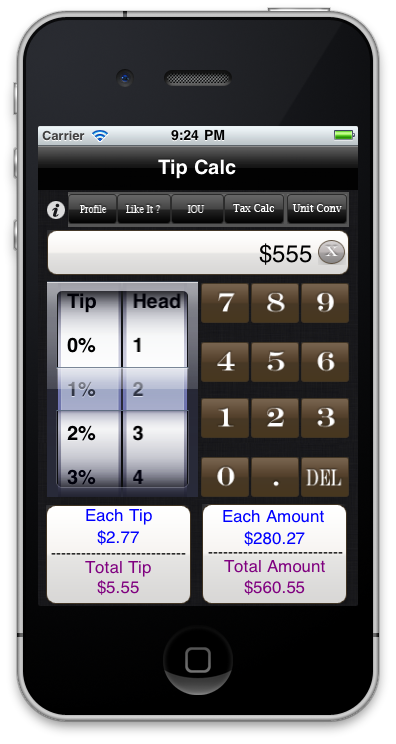 Carrier 9:24 PM
Tip Calc
i Profile Like It ? IOU Tax Calc Unit Conv
$555 X
Tip Head 7 8 9
0% 1
4 5 6
1% 2
2% 3 1 2 3
3% 4 0 . DEL
Each Tip Each Amount
$2.77 $280.27
Total Tip Total Amount
$5.55 $560.55